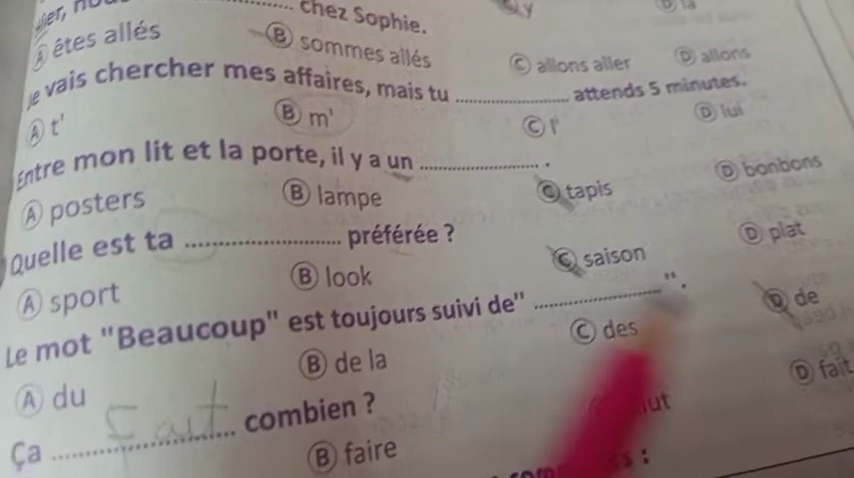 chez Sophie.
Ⓐ êtes allés Ⓑ sommes allés Ⓒ allons aller Ⓓ allons
je vais chercher mes affaires, mais tu .................... attends 5 minutes.
Ⓐ t' Ⓑ m' Ⓒ l' Ⓓ lui
Entre mon lit et la porte, il y a un .................... .
Ⓐ posters Ⓑ lampe Ⓒ tapis Ⓓ bonbons
Quelle est ta .................... préférée ?
Ⓐ sport Ⓑ look Ⓒ saison Ⓓ plat
Le mot "Beaucoup" est toujours suivi de" .................... ".
Ⓐ du Ⓑ de la Ⓒ des Ⓓ de
Ça Fait combien ?
Ⓑ faire Ⓓ fait